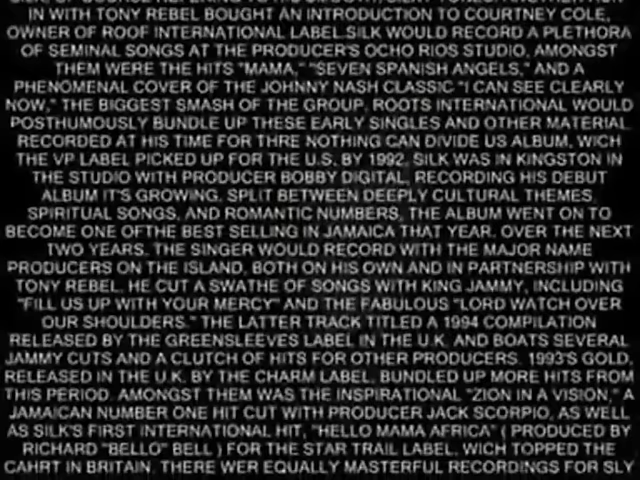 IN WITH TONY REBEL BOUGHT AN INTRODUCTION TO COURTNEY COLE,
OWNER OF ROOF INTERNATIONAL LABEL.SILK WOULD RECORD A PLETHORA
OF SEMINAL SONGS AT THE PRODUCER'S OCHO RIOS STUDIO, AMONGST
THEM WERE THE HITS "MAMA," "SEVEN SPANISH ANGELS," AND A
PHENOMENAL COVER OF THE JOHNNY NASH CLASSIC "I CAN SEE CLEARLY
NOW," THE BIGGEST SMASH OF THE GROUP, ROOTS INTERNATIONAL WOULD
POSTHUMOUSLY BUNDLE UP THESE EARLY SINGLES AND OTHER MATERIAL
RECORDED AT HIS TIME FOR THRE NOTHING CAN DIVIDE US ALBUM, WICH
THE VP LABEL PICKED UP FOR THE U.S. BY 1992, SILK WAS IN KINGSTON IN
THE STUDIO WITH PRODUCER BOBBY DIGITAL, RECORDING HIS DEBUT
ALBUM IT'S GROWING. SPLIT BETWEEN DEEPLY CULTURAL THEMES,
SPIRITUAL SONGS, AND ROMANTIC NUMBERS, THE ALBUM WENT ON TO
BECOME ONE OFTHE BEST SELLING IN JAMAICA THAT YEAR. OVER THE NEXT
TWO YEARS. THE SINGER WOULD RECORD WITH THE MAJOR NAME
PRODUCERS ON THE ISLAND, BOTH ON HIS OWN AND IN PARTNERSHIP WITH
TONY REBEL. HE CUT A SWATHE OF SONGS WITH KING JAMMY, INCLUDING
"FILL US UP WITH YOUR MERCY" AND THE FABULOUS "LORD WATCH OVER
OUR SHOULDERS." THE LATTER TRACK TITLED A 1994 COMPILATION
RELEASED BY THE GREENSLEEVES LABEL IN THE U.K. AND BOATS SEVERAL
JAMMY CUTS AND A CLUTCH OF HITS FOR OTHER PRODUCERS. 1993'S GOLD,
RELEASED IN THE U.K. BY THE CHARM LABEL, BUNDLED UP MORE HITS FROM
THIS PERIOD. AMONGST THEM WAS THE INSPIRATIONAL "ZION IN A VISION," A
JAMAICAN NUMBER ONE HIT CUT WITH PRODUCER JACK SCORPIO, AS WELL
AS SILK'S FIRST INTERNATIONAL HIT, "HELLO MAMA AFRICA" ( PRODUCED BY
RICHARD "BELLO" BELL ) FOR THE STAR TRAIL LABEL, WICH TOPPED THE
CAHRT IN BRITAIN. THERE WER EQUALLY MASTERFUL RECORDINGS FOR SLY